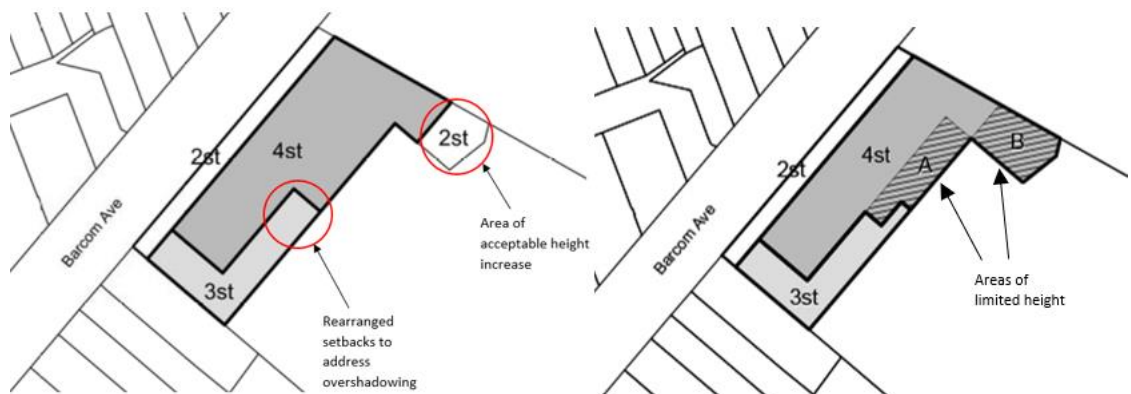 2st
4st
2st
Area of
acceptable height
increase
Barcom Ave
3st
Rearranged
setbacks to
address
overshadowing
2st
4st
A
B
Barcom Ave
Areas of
limited height
3st